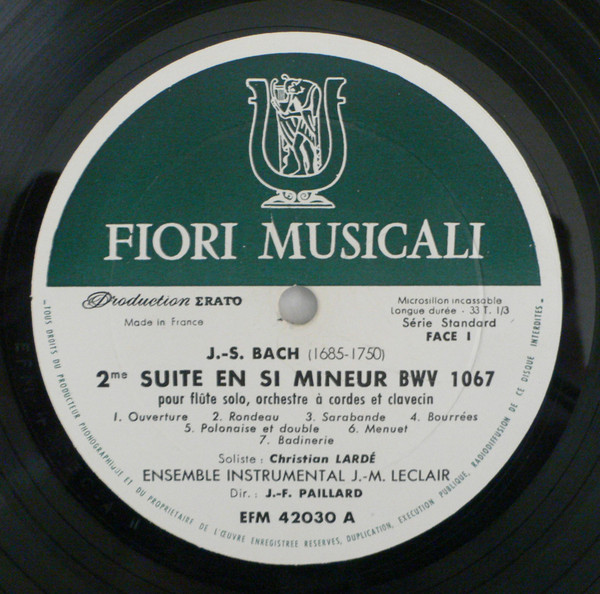 FIORI MUSICALI
Production ERATO
Made in France
Microsillon incassable
Longue durée - 33 T. 1/3
Série Standard
FACE I
J.-S. BACH (1685-1750)
2me SUITE EN SI MINEUR BWV 1067
pour flûte solo, orchestre à cordes et clavecin
1. Ouverture 2. Rondeau 3. Sarabande 4. Bourrées
5. Polonaise et double 6. Menuet
7. Badinerie
Soliste : Christian LARDÉ
ENSEMBLE INSTRUMENTAL J.-M. LECLAIR
Dir. : J.-F. PAILLARD
EFM 42030 A
TOUS DROITS DU PRODUCTEUR PHONOGRAPHIQUE ET DU PROPRIETAIRE DE L'ŒUVRE ENREGISTREE RESERVES, DUPLICATION, EXECUTION PUBLIQUE, RADIODIFFUSION DE CE DISQUE INTERDITES -